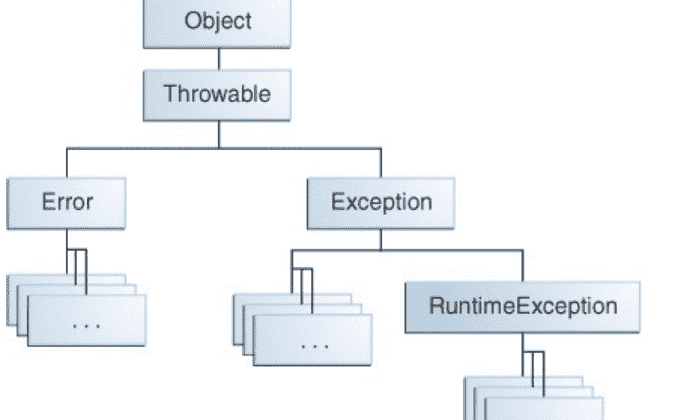 Object
Throwable
Error
Exception
RuntimeException
...
...